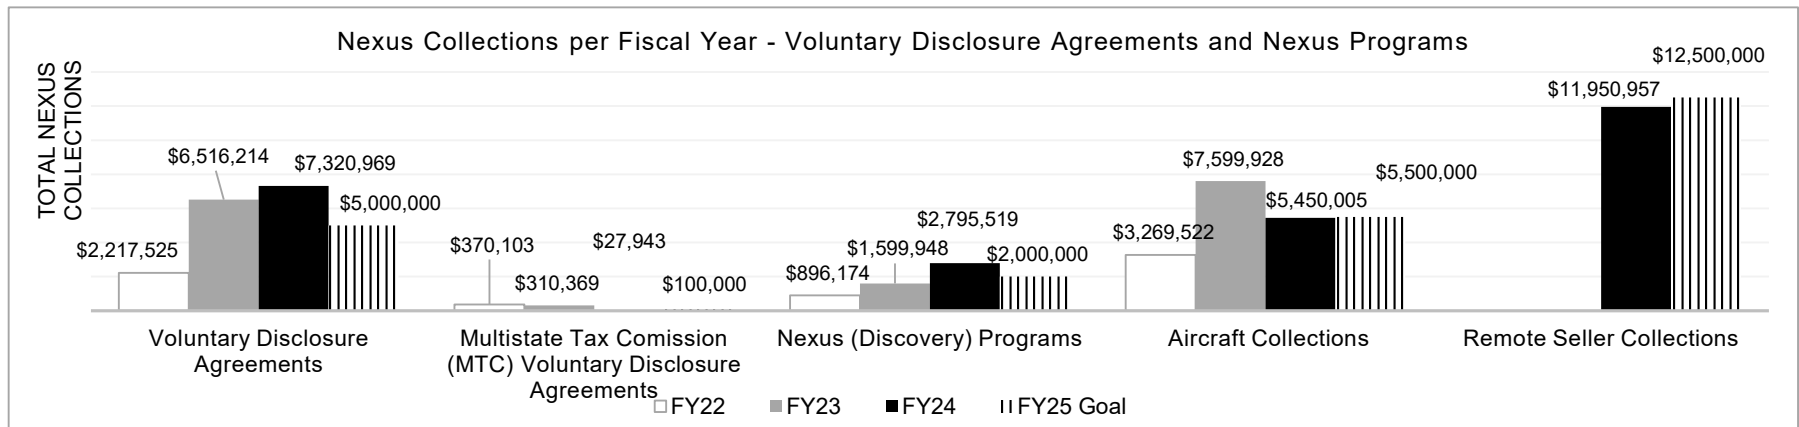 Nexus Collections per Fiscal Year - Voluntary Disclosure Agreements and Nexus Programs
TOTAL NEXUS
COLLECTIONS
$2,217,525
$6,516,214
$7,320,969
$5,000,000
$370,103
$310,369
$27,943
$100,000
$896,174
$1,599,948
$2,795,519
$2,000,000
$3,269,522
$7,599,928
$5,450,005
$5,500,000
$11,950,957
$12,500,000
Voluntary Disclosure
Agreements
Multistate Tax Comission
(MTC) Voluntary Disclosure
Agreements
Nexus (Discovery) Programs
Aircraft Collections
Remote Seller Collections
FY22
FY23
FY24
FY25 Goal